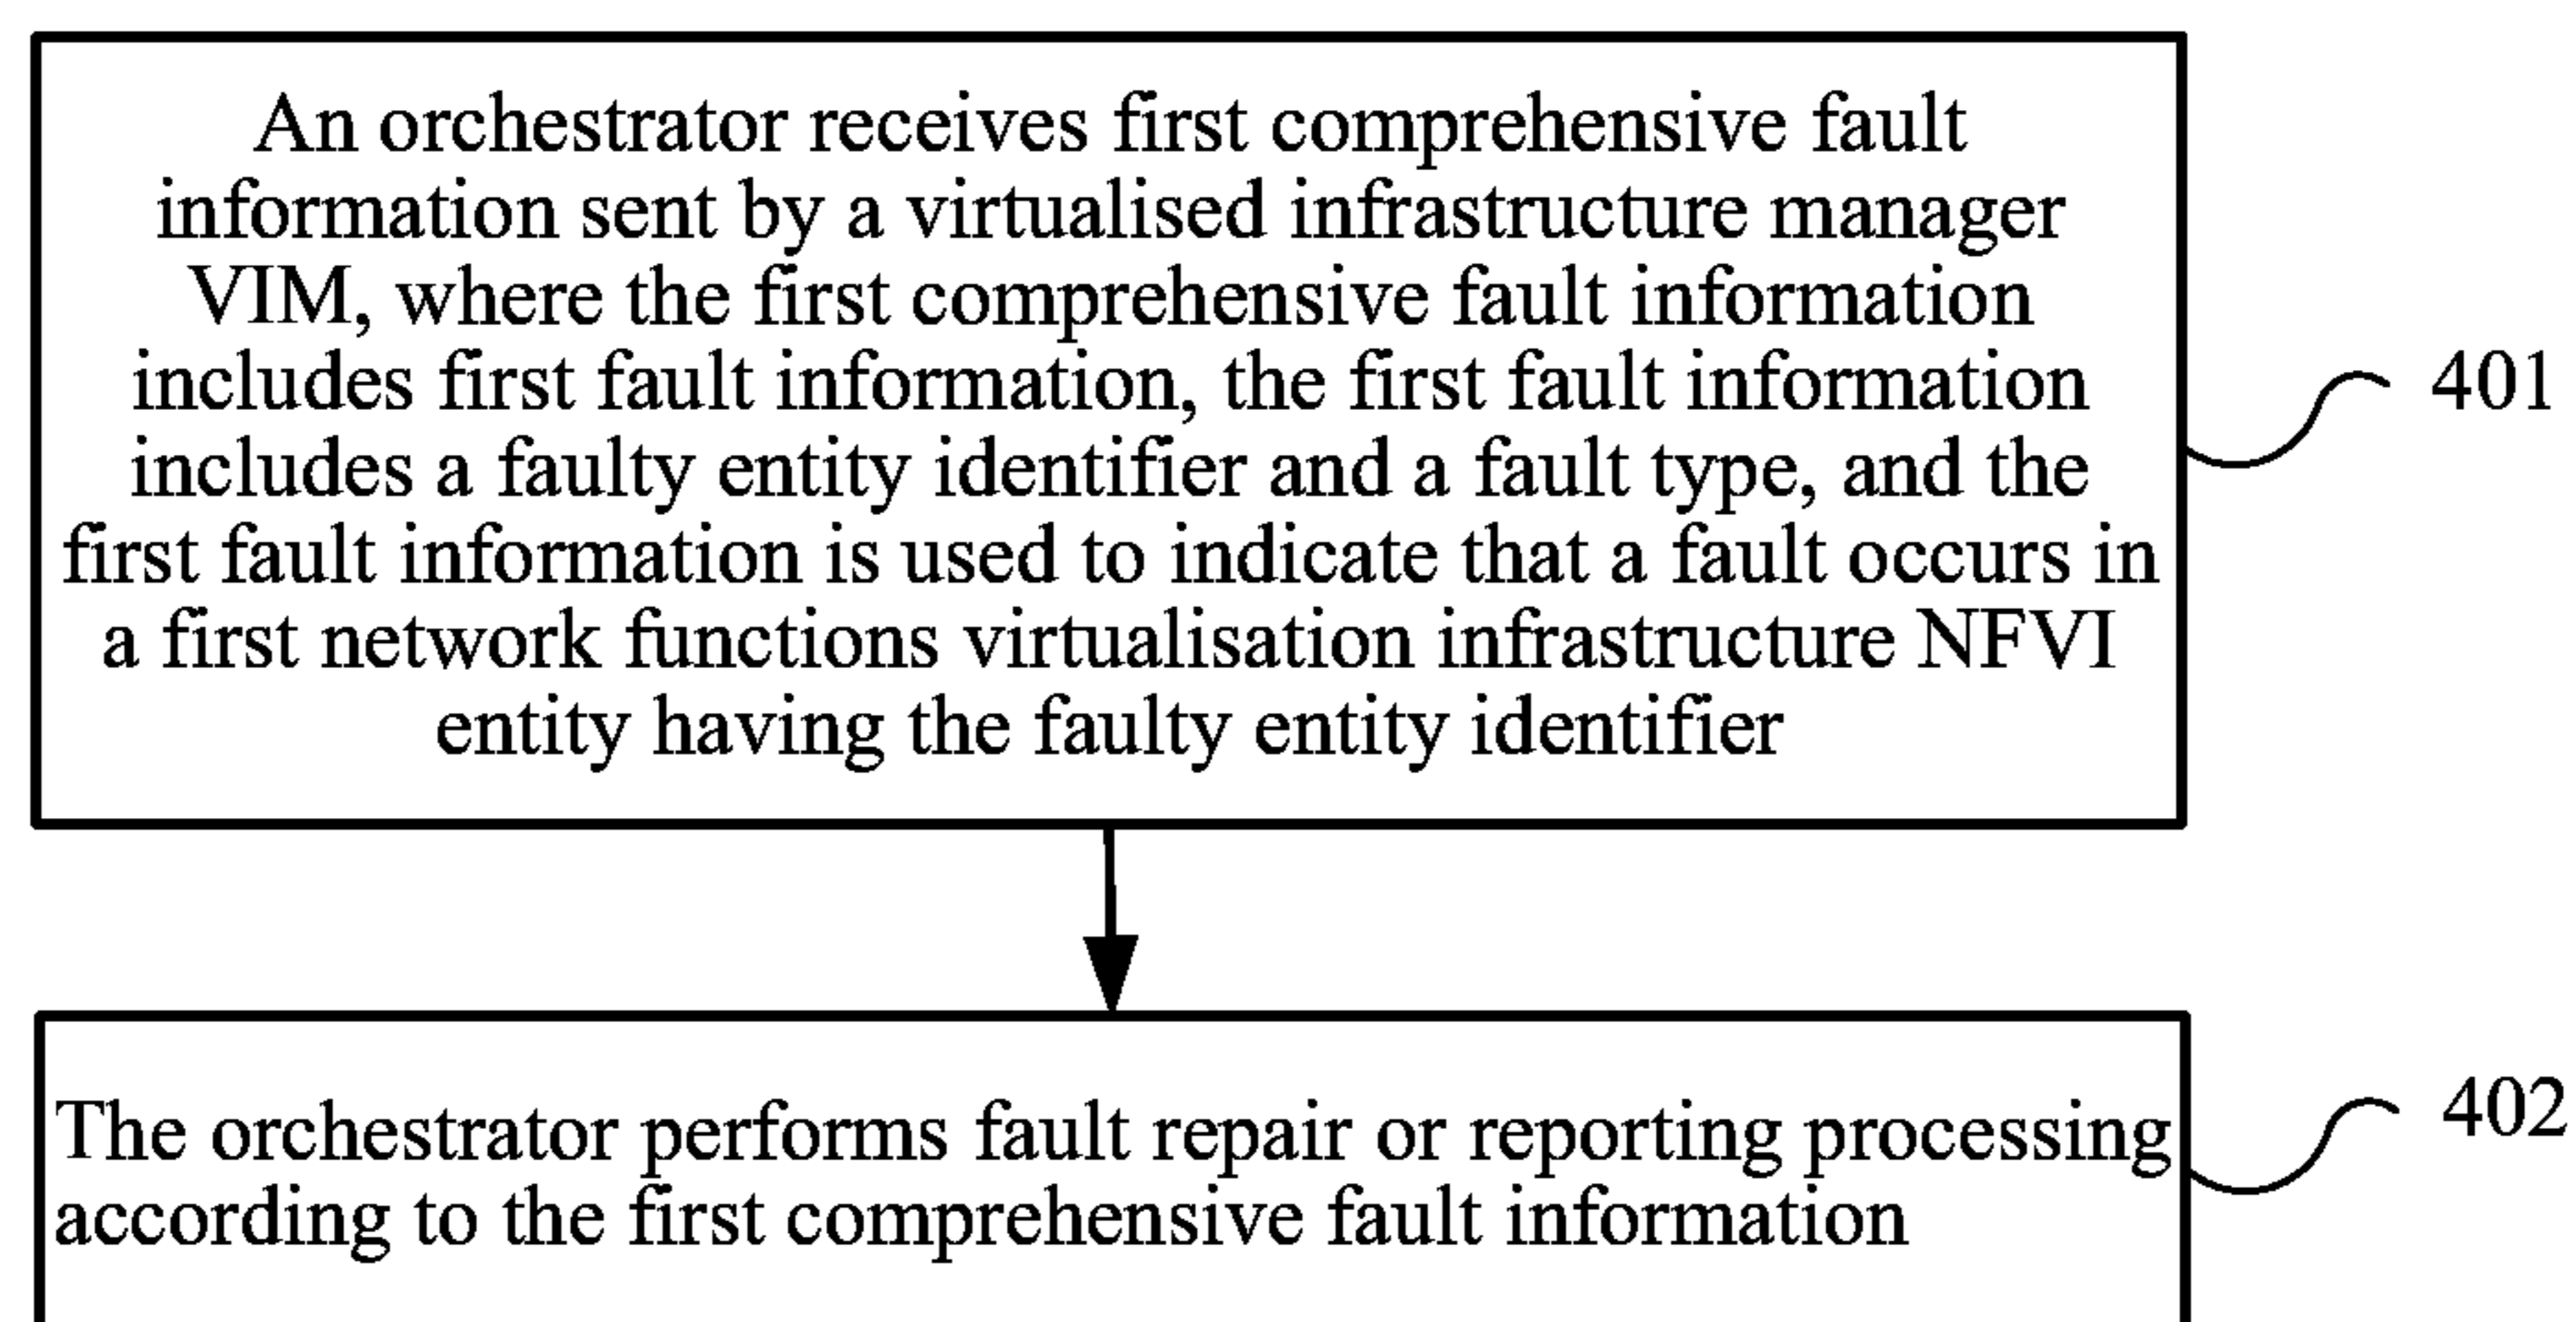 An orchestrator receives first comprehensive fault
information sent by a virtualised infrastructure manager
VIM, where the first comprehensive fault information
includes first fault information, the first fault information
includes a faulty entity identifier and a fault type, and the
first fault information is used to indicate that a fault occurs in
a first network functions virtualisation infrastructure NFVI
entity having the faulty entity identifier
401
The orchestrator performs fault repair or reporting processing
according to the first comprehensive fault information
402